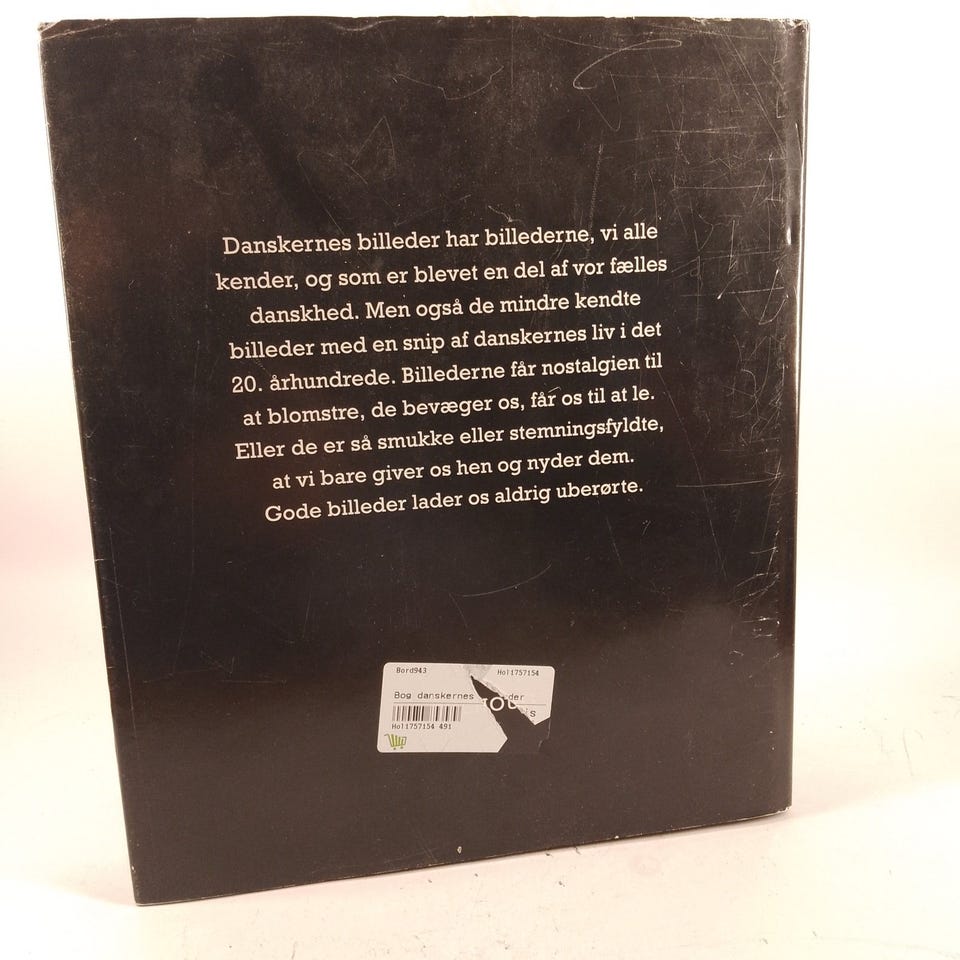 Danskernes billeder har billederne, vi alle
kender, og som er blevet en del af vor fælles
danskhed. Men også de mindre kendte
billeder med en snip af danskernes liv i det
20. århundrede. Billederne får nostalgien til
at blomstre, de bevæger os, får os til at le.
Eller de er så smukke eller stemningsfyldte,
at vi bare giver os hen og nyder dem.
Gode billeder lader os aldrig uberørte.
Bord943 Hol1757154
Bog danskernes
Hol1757154 491